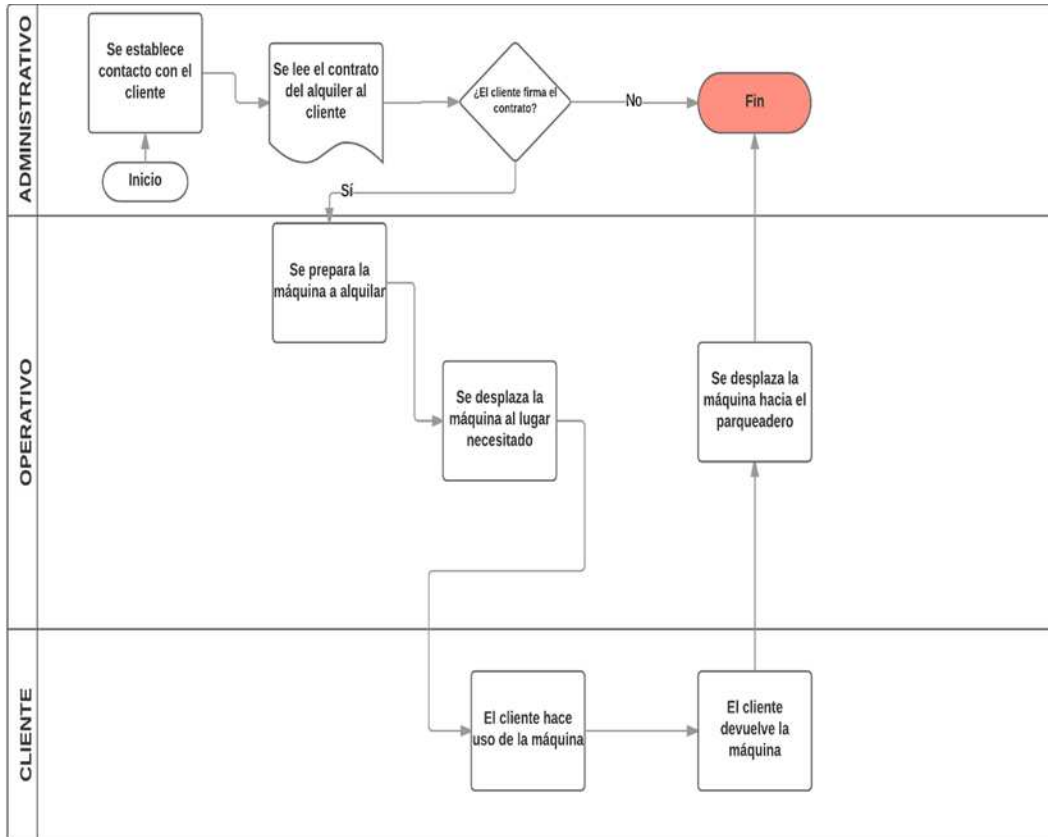 ADMINISTRATIVO
Se establece
contacto con el
cliente
Se lee el contrato
del alquiler al
cliente
¿El cliente firma el
contrato?
No
Fin
Inicio
Sí
OPERATIVO
Se prepara la
máquina a alquilar
Se desplaza la
máquina al lugar
necesitado
Se desplaza la
máquina hacia el
parqueadero
CLIENTE
El cliente hace
uso de la máquina
El cliente
devuelve la
máquina